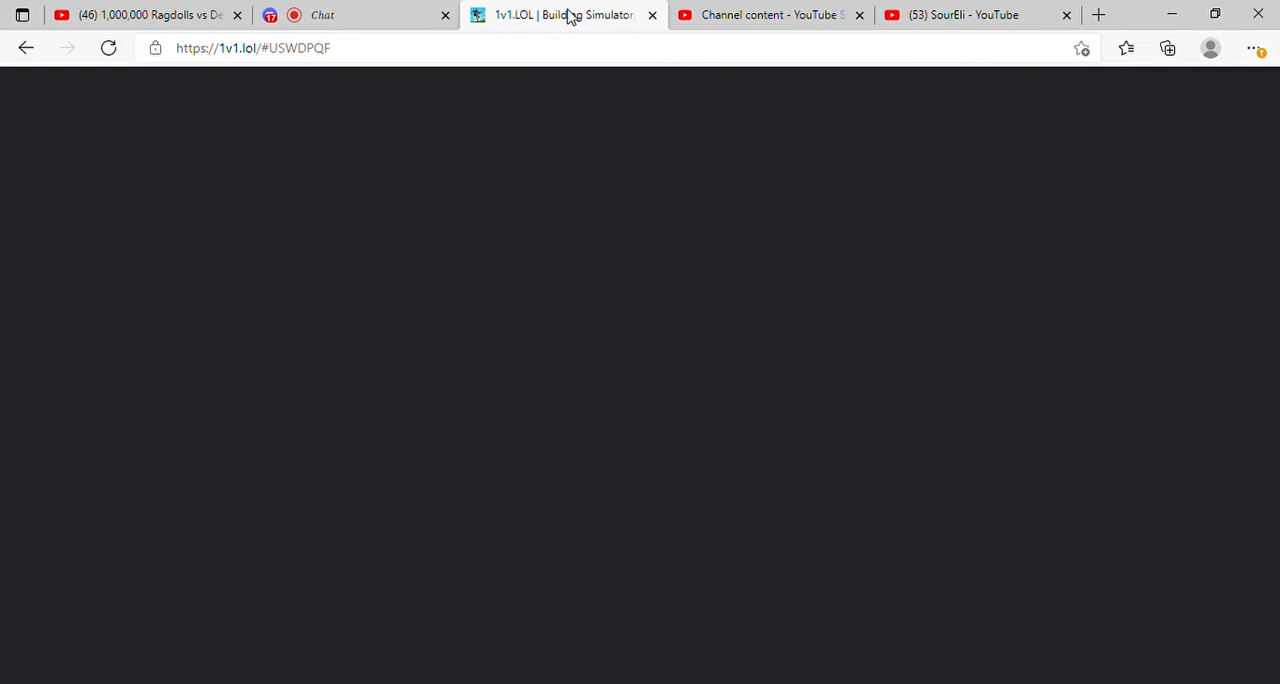 (46) 1,000,000 Ragdolls vs De
17 Chat
1v1.LOL | Building Simulator,
Channel content - YouTube S
(53) SourEli - YouTube
https://1v1.lol/#USWDPQF